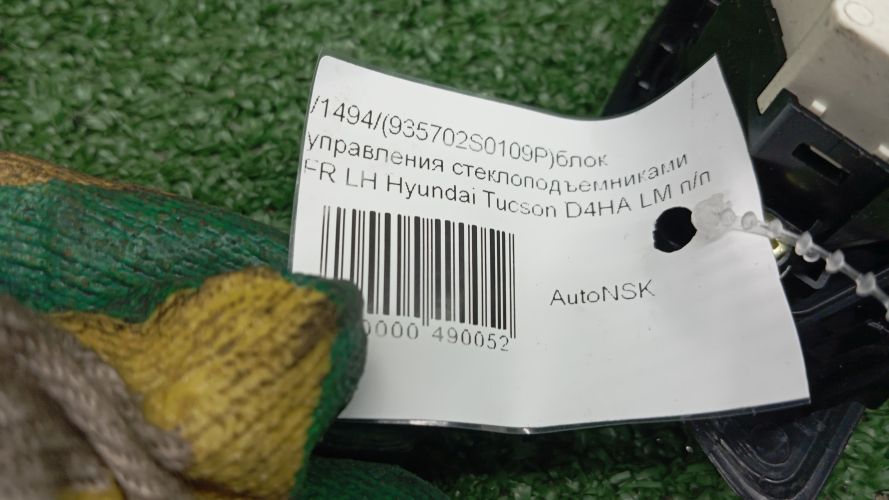 /1494/(935702S0109P)блок
управления стеклоподъемниками
FR LH Hyundai Tucson D4HA LM п/п
AutoNSK
0000 490052